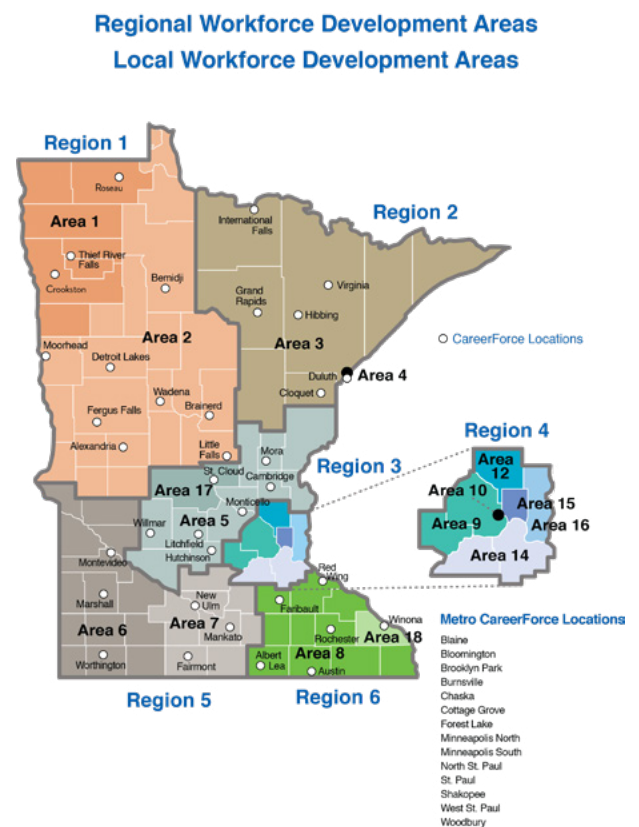 Regional Workforce Development Areas
Local Workforce Development Areas
Region 1
Roseau
Area 1
Thief River
Falls
Crookston
Bemidji
Area 2
Moorhead
Detroit Lakes
Wadena
Brainerd
Fergus Falls
Alexandria
Little
Falls
Region 2
International
Falls
Virginia
Grand
Rapids
Hibbing
Area 3
CareerForce Locations
Duluth
Area 4
Cloquet
Region 3
Mora
St. Cloud
Cambridge
Area 17
Monticello
Area 5
Willmar
Litchfield
Hutchinson
Region 4
Area
12
Area 10
Area 15
Area 9
Area 16
Area 14
Montevideo
Marshall
Area 6
Worthington
New
Ulm
Area 7
Mankato
Fairmont
Region 5
Red
Wing
Faribault
Winona
Rochester
Area 18
Area 8
Albert
Lea
Austin
Region 6
Metro CareerForce Locations
Blaine
Bloomington
Brooklyn Park
Burnsville
Chaska
Cottage Grove
Forest Lake
Minneapolis North
Minneapolis South
North St. Paul
St. Paul
Shakopee
West St. Paul
Woodbury